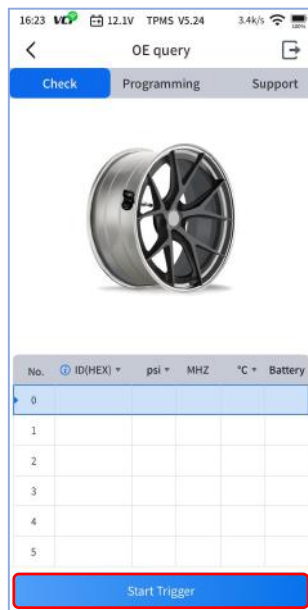 16:23 VCI 12.1V TPMS V5.24 3.4k/s 100%
OE query
Check Programming Support
No. ID(HEX) psi MHZ °C Battery
0
1
2
3
4
5
Start Trigger